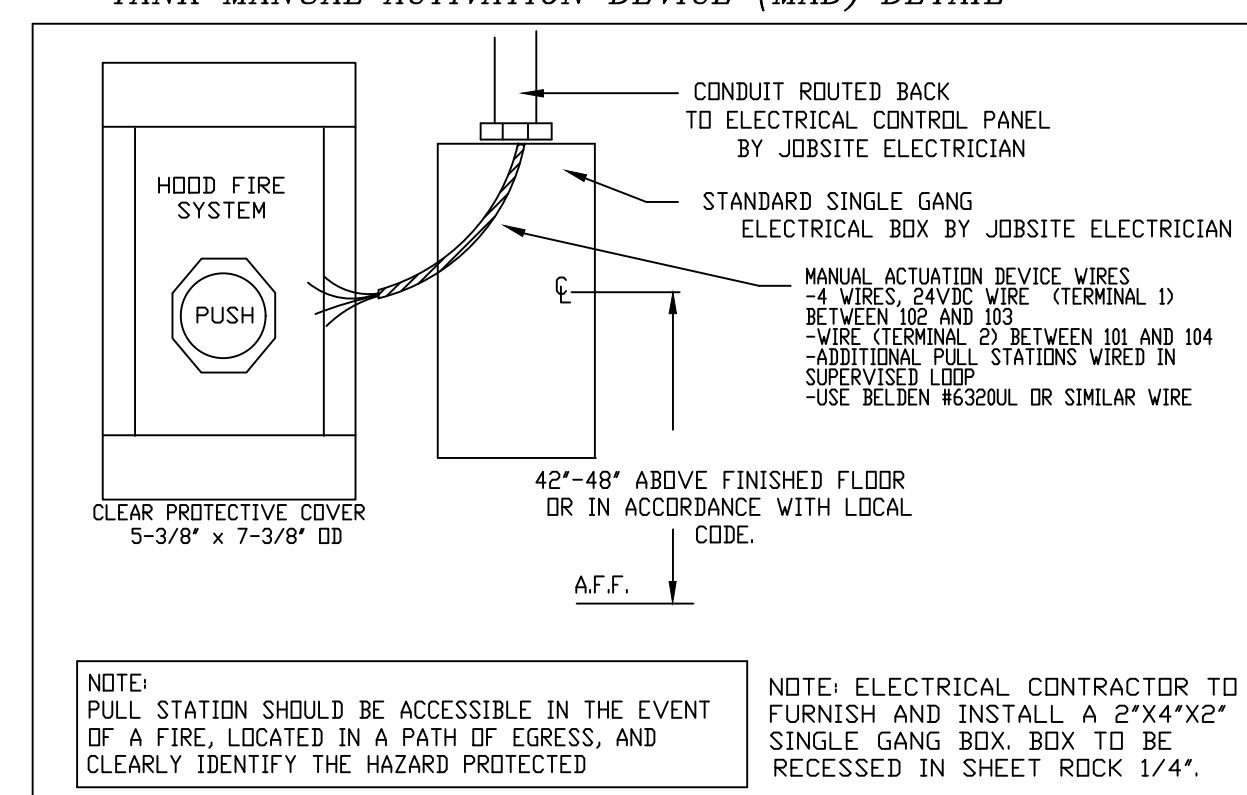 TANK MANUAL ACTIVATION DEVICE (MAD) DETAIL
CONDUIT ROUTED BACK
TO ELECTRICAL CONTROL PANEL
BY JOBSITE ELECTRICIAN
HOOD FIRE
SYSTEM
PUSH
STANDARD SINGLE GANG
ELECTRICAL BOX BY JOBSITE ELECTRICIAN
MANUAL ACTUATION DEVICE WIRES
-4 WIRES, 24VDC WIRE (TERMINAL 1)
BETWEEN 102 AND 103
-WIRE (TERMINAL 2) BETWEEN 101 AND 104
-ADDITIONAL PULL STATIONS WIRED IN
SUPERVISED LOOP
-USE BELDEN #6320UL OR SIMILAR WIRE
℄
42"-48" ABOVE FINISHED FLOOR
OR IN ACCORDANCE WITH LOCAL
CODE.
A.F.F.
CLEAR PROTECTIVE COVER
5-3/8" x 7-3/8" OD
NOTE:
PULL STATION SHOULD BE ACCESSIBLE IN THE EVENT
OF A FIRE, LOCATED IN A PATH OF EGRESS, AND
CLEARLY IDENTIFY THE HAZARD PROTECTED
NOTE: ELECTRICAL CONTRACTOR TO
FURNISH AND INSTALL A 2"X4"X2"
SINGLE GANG BOX. BOX TO BE
RECESSED IN SHEET ROCK 1/4".